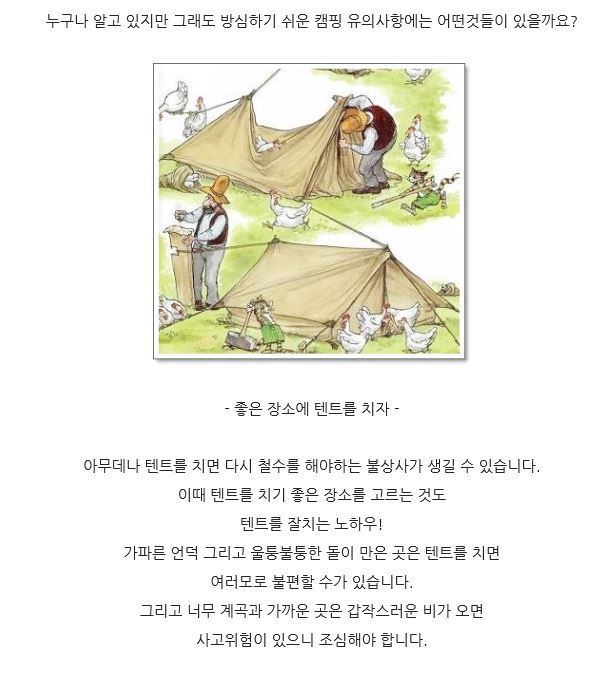 누구나 알고 있지만 그래도 방심하기 쉬운 캠핑 유의사항에는 어떤것들이 있을까요?
- 좋은 장소에 텐트를 치자 -
아무데나 텐트를 치면 다시 철수를 해야하는 불상사가 생길 수 있습니다.
이때 텐트를 치기 좋은 장소를 고르는 것도
텐트를 잘치는 노하우!
가파른 언덕 그리고 울퉁불퉁한 돌이 만은 곳은 텐트를 치면
여러모로 불편할 수가 있습니다.
그리고 너무 계곡과 가까운 곳은 갑작스러운 비가 오면
사고위험이 있으니 조심해야 합니다.